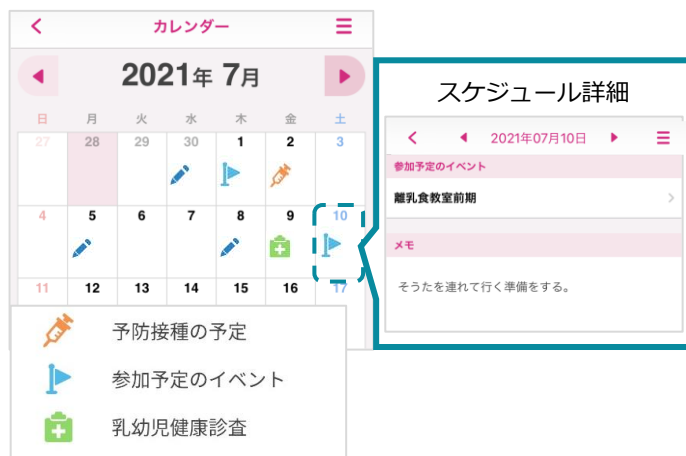 カレンダー
2021年 7月
日 月 火 水 木 金 土
27 28 29 30 1 2 3
4 5 6 7 8 9 10
11 12 13 14 15 16 17
予防接種の予定
参加予定のイベント
乳幼児健康診査
スケジュール詳細
2021年07月10日
参加予定のイベント
離乳食教室前期
メモ
そうたを連れて行く準備をする。